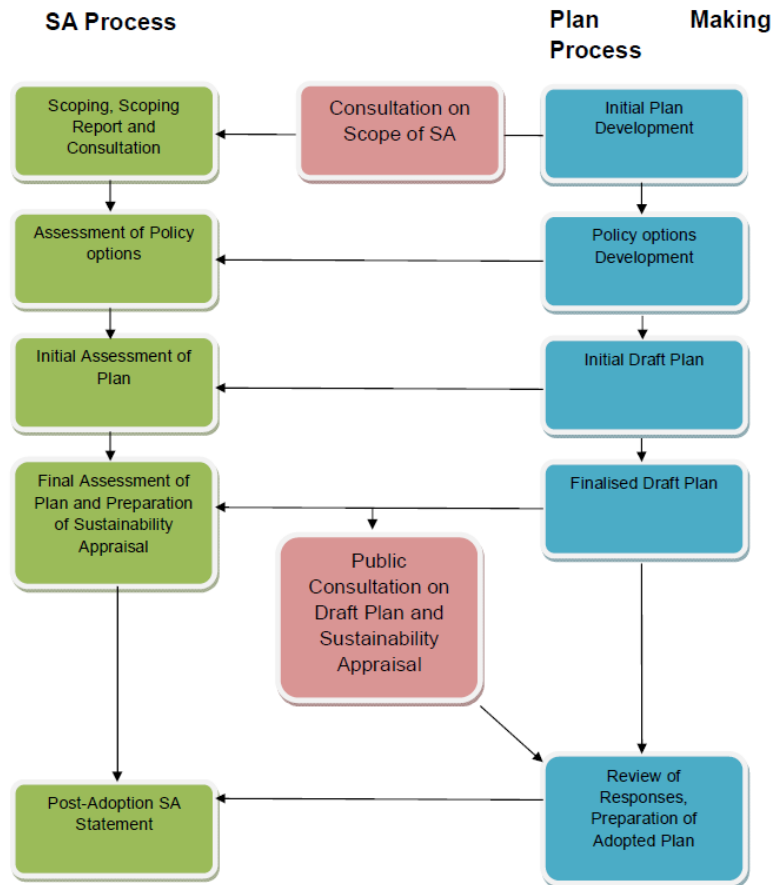 SA Process
Plan Making
Process
Scoping, Scoping
Report and
Consultation
Consultation on
Scope of SA
Initial Plan
Development
Assessment of Policy
options
Policy options
Development
Initial Assessment of
Plan
Initial Draft Plan
Final Assessment of
Plan and Preparation
of Sustainability
Appraisal
Finalised Draft Plan
Public
Consultation on
Draft Plan and
Sustainability
Appraisal
Post-Adoption SA
Statement
Review of
Responses,
Preparation of
Adopted Plan